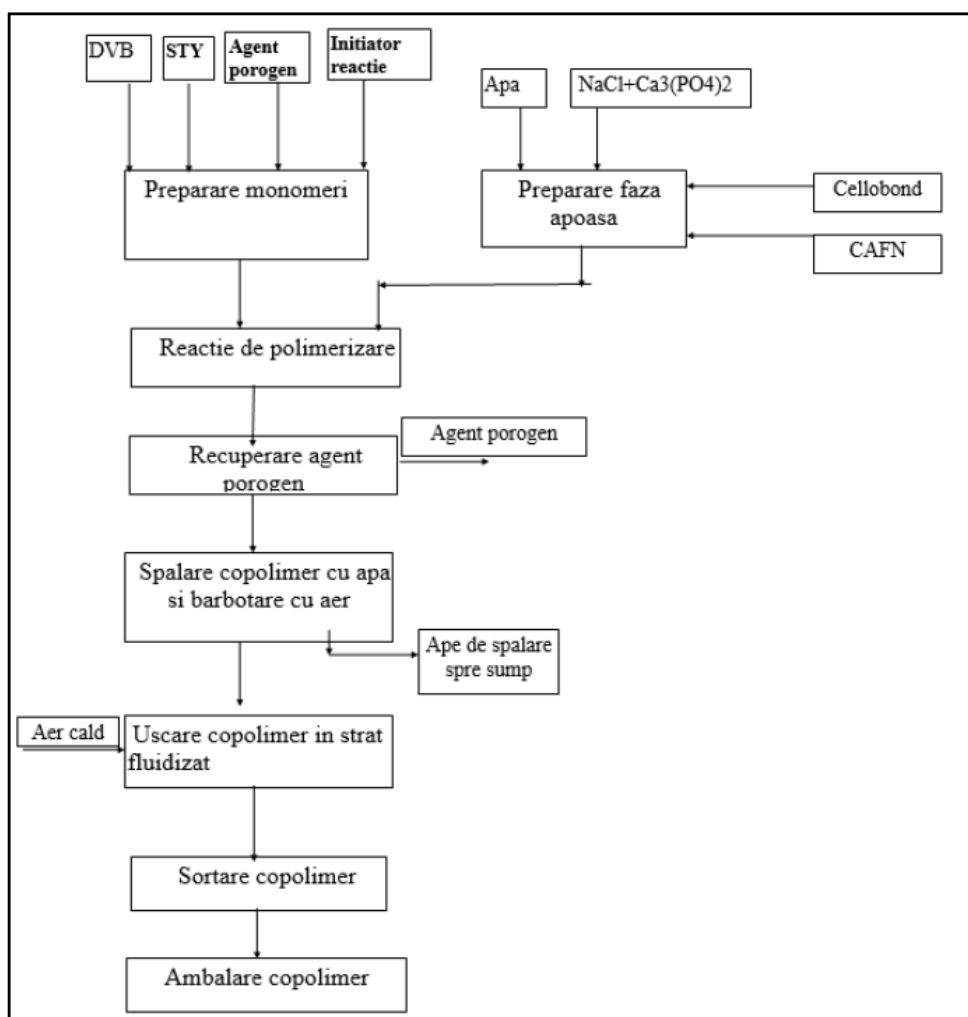 DVB
STY
Agent
porogen
Initiator
reactie
Apa
NaCl+Ca3(PO4)2
Preparare monomeri
Preparare faza
apoasa
Cellobond
CAFN
Reactie de polimerizare
Agent porogen
Recuperare agent
porogen
Spalare copolimer cu apa
si barbotare cu aer
Ape de spalare
spre sump
Aer cald
Uscare copolimer in strat
fluidizat
Sortare copolimer
Ambalare copolimer